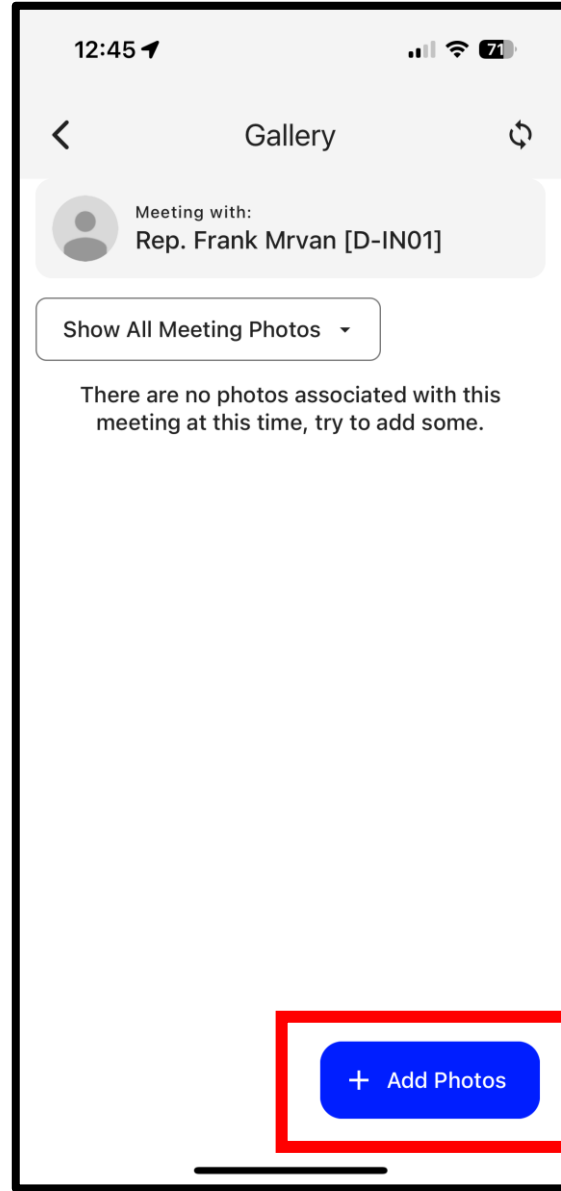 12:45
71
Gallery
Meeting with:
Rep. Frank Mrvan [D-IN01]
Show All Meeting Photos
There are no photos associated with this
meeting at this time, try to add some.
+ Add Photos